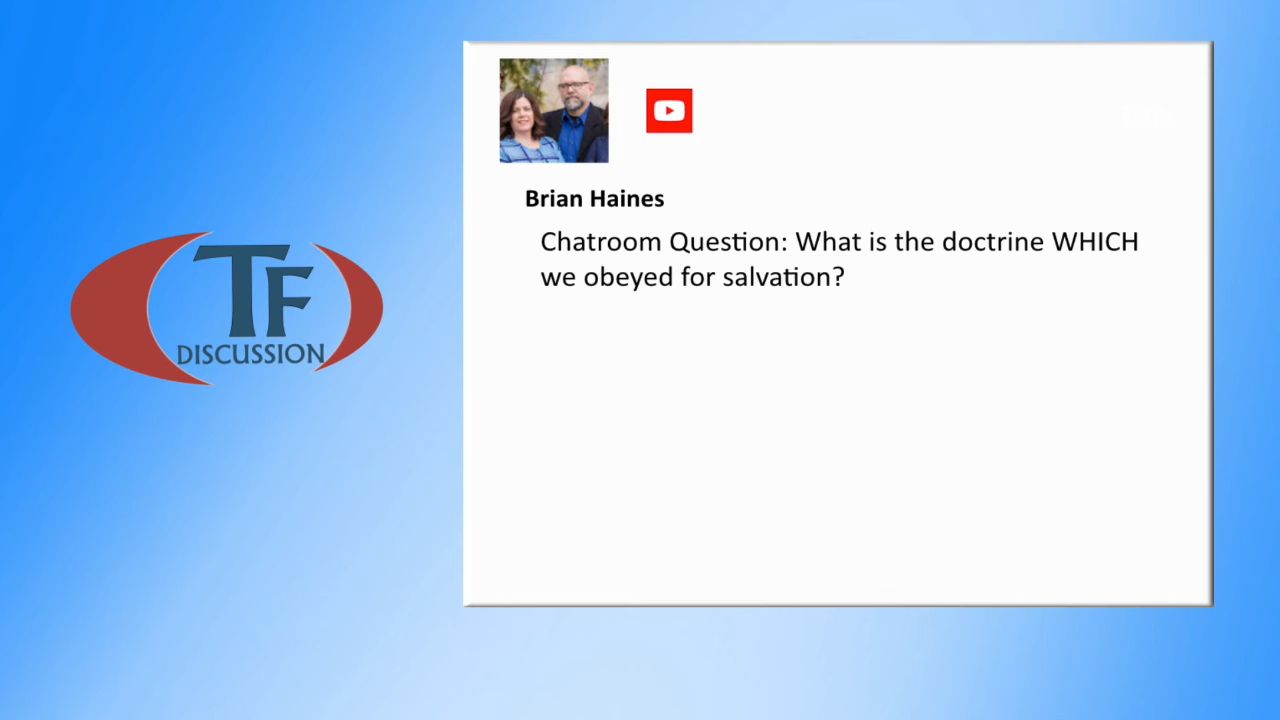 TF
DISCUSSION
Brian Haines
Chatroom Question: What is the doctrine WHICH
we obeyed for salvation?